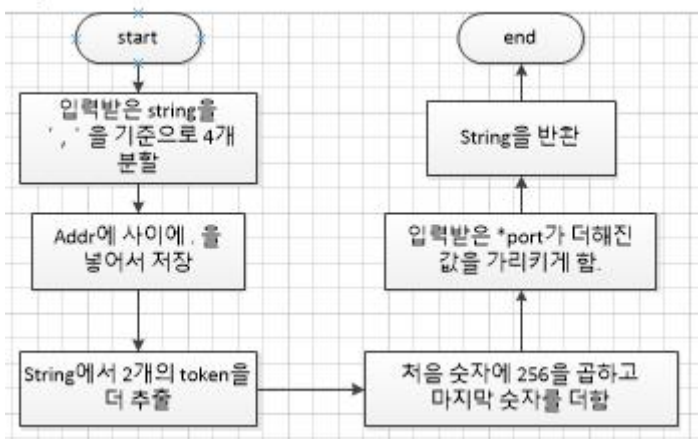 start
입력받은 string을
' , ' 을 기준으로 4개
분할
Addr에 사이에 . 을
넣어서 저장
String에서 2개의 token을
더 추출
처음 숫자에 256을 곱하고
마지막 숫자를 더함
입력받은 *port가 더해진
값을 가리키게 함.
String을 반환
end